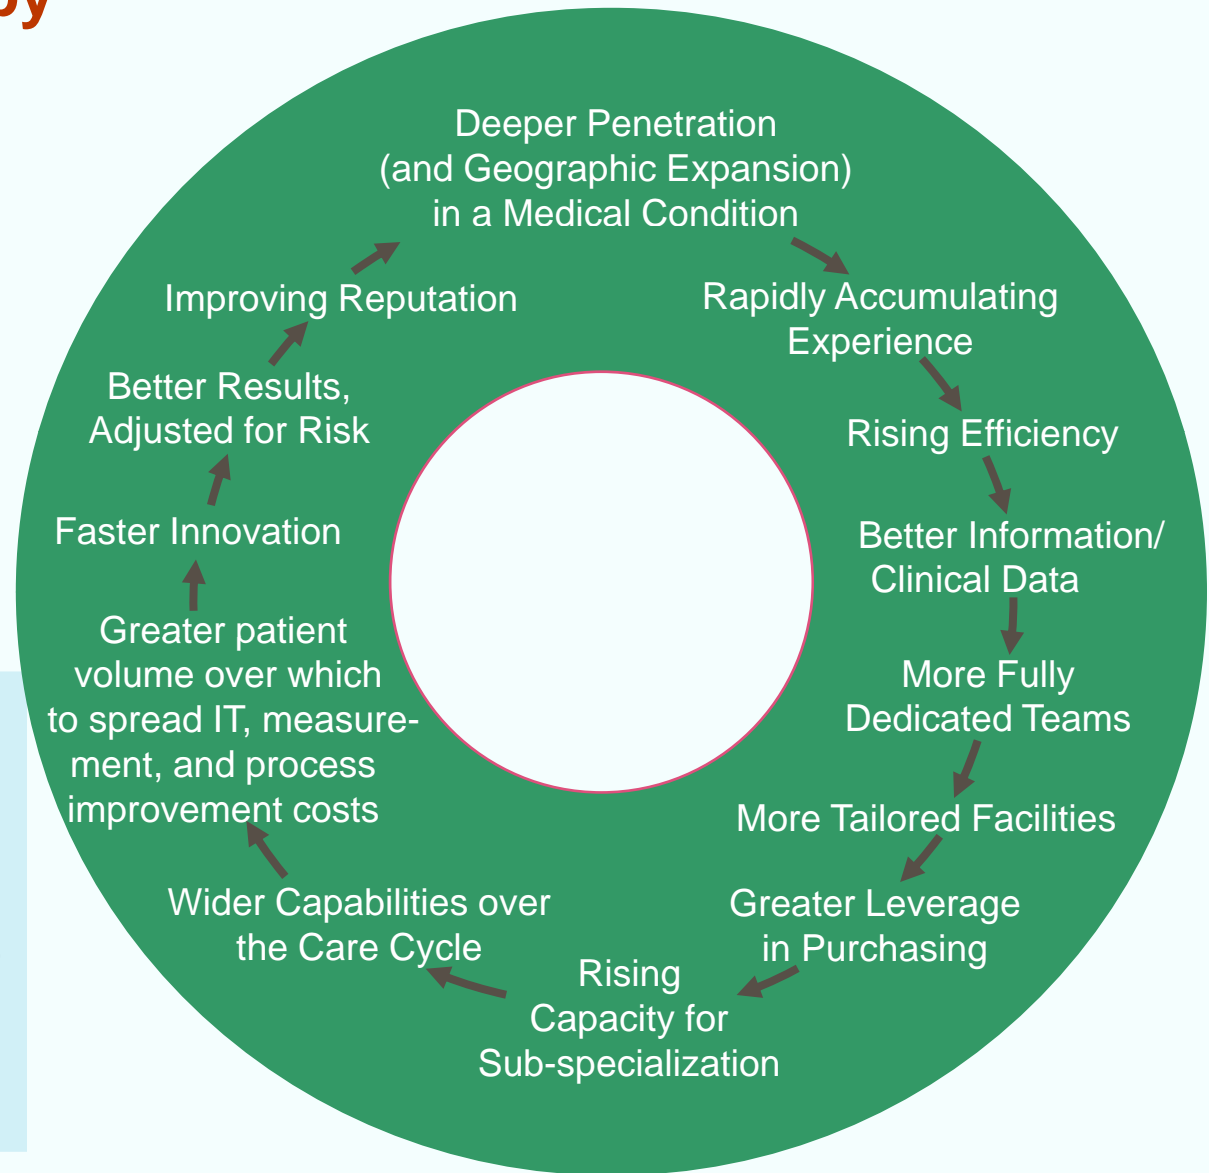 by
Deeper Penetration
(and Geographic Expansion)
in a Medical Condition
Rapidly Accumulating
Experience
Rising Efficiency
Better Information/
Clinical Data
More Fully
Dedicated Teams
More Tailored Facilities
Greater Leverage
in Purchasing
Rising
Capacity for
Sub-specialization
Wider Capabilities over
the Care Cycle
Greater patient
volume over which
to spread IT, measure-
ment, and process
improvement costs
Faster Innovation
Better Results,
Adjusted for Risk
Improving Reputation